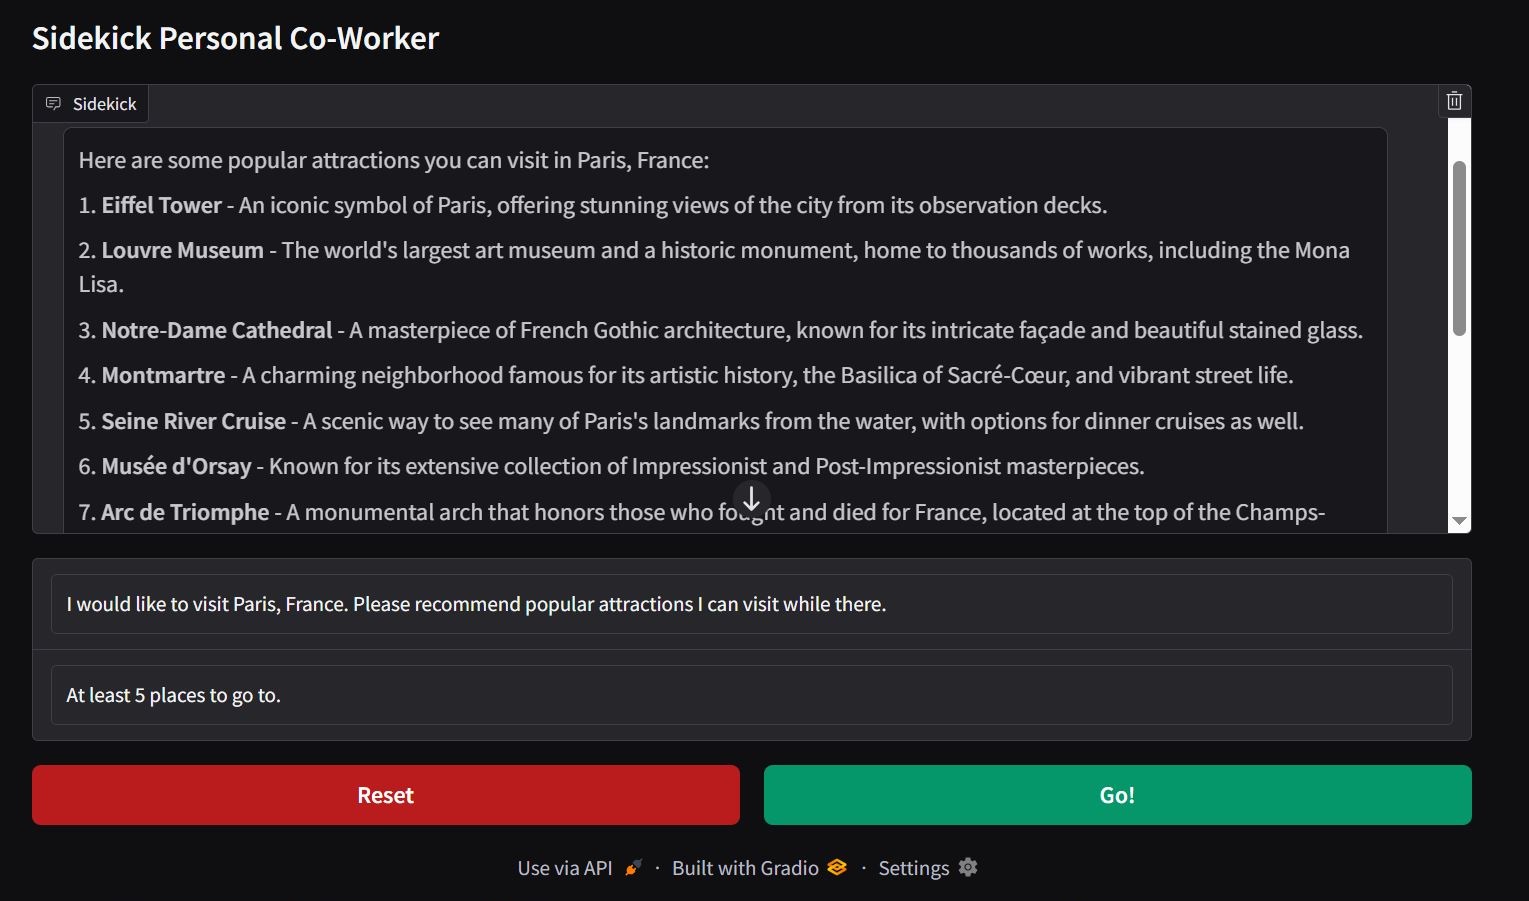 Sidekick Personal Co-Worker
Sidekick
Here are some popular attractions you can visit in Paris, France:
1. Eiffel Tower - An iconic symbol of Paris, offering stunning views of the city from its observation decks.
2. Louvre Museum - The world's largest art museum and a historic monument, home to thousands of works, including the Mona
Lisa.
3. Notre-Dame Cathedral - A masterpiece of French Gothic architecture, known for its intricate façade and beautiful stained glass.
4. Montmartre - A charming neighborhood famous for its artistic history, the Basilica of Sacré-Cœur, and vibrant street life.
5. Seine River Cruise - A scenic way to see many of Paris's landmarks from the water, with options for dinner cruises as well.
6. Musée d'Orsay - Known for its extensive collection of Impressionist and Post-Impressionist masterpieces.
7. Arc de Triomphe - A monumental arch that honors those who fought and died for France, located at the top of the Champs-
I would like to visit Paris, France. Please recommend popular attractions I can visit while there.
At least 5 places to go to.
Reset
Go!
Use via API · Built with Gradio · Settings